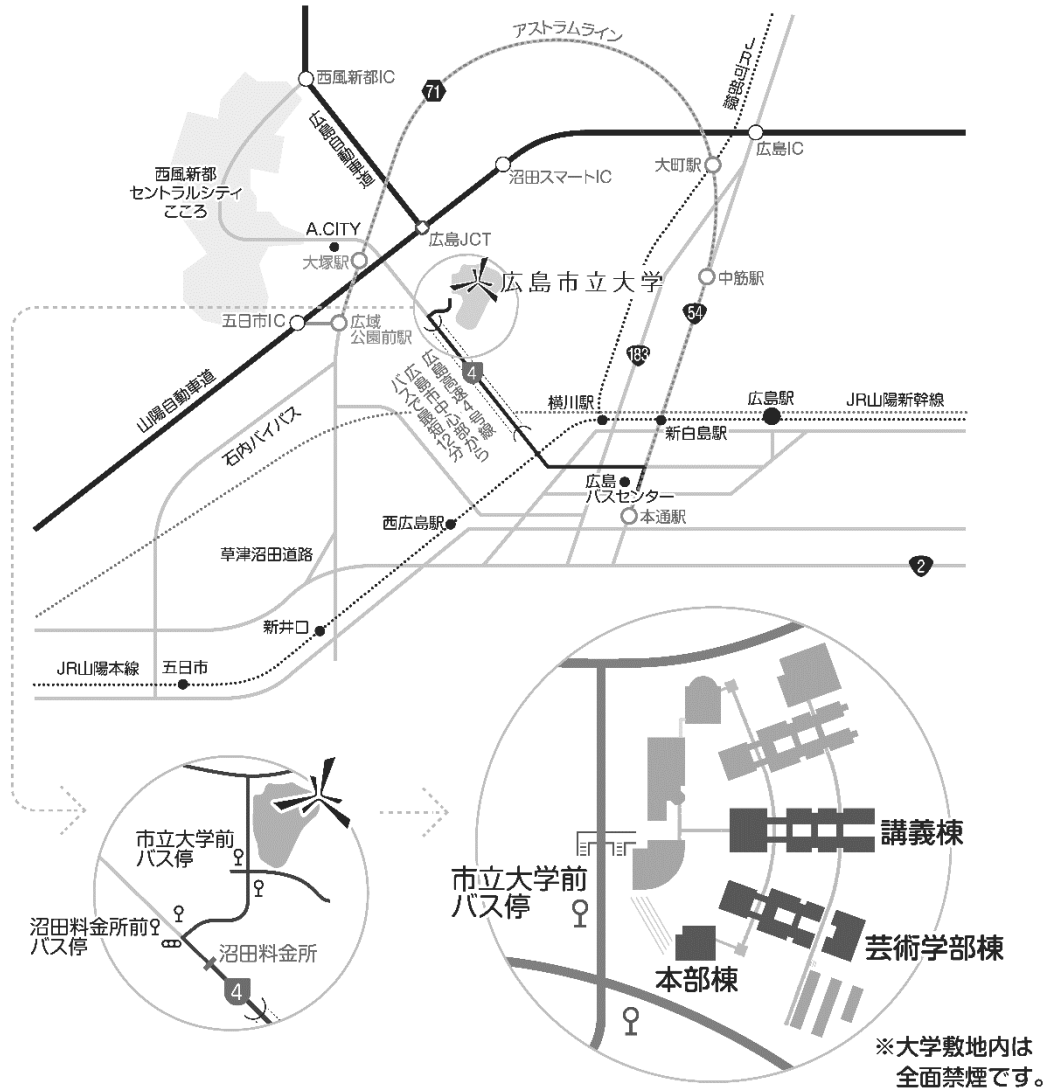 アストラムライン
JR可部線
西風新都IC
71
広島自動車道
広島IC
大町駅
沼田スマートIC
西風新都
セントラルシティ
こころ
A.CITY
広島JCT
大塚駅
広島市立大学
中筋駅
54
五日市IC
広域
公園前駅
183
4
広島高速4号線
広島市中心部から
バスで最短12分
山陽自動車道
石内バイパス
横川駅
広島駅
JR山陽新幹線
新白島駅
広島
バスセンター
本通駅
西広島駅
草津沼田道路
2
新井口
JR山陽本線
五日市
市立大学前
バス停
沼田料金所前
バス停
沼田料金所
4
講義棟
市立大学前
バス停
芸術学部棟
本部棟
※大学敷地内は
全面禁煙です。